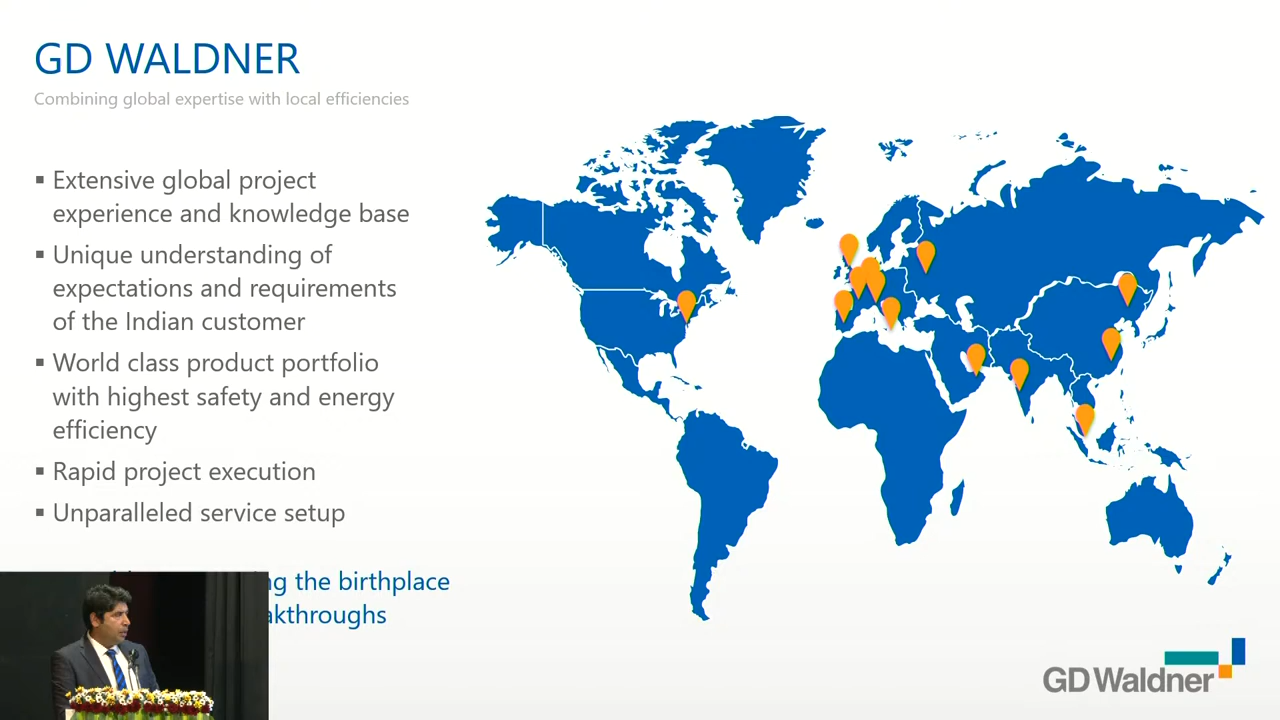 GD WALDNER
Combining global expertise with local efficiencies
▪ Extensive global project
experience and knowledge base
▪ Unique understanding of
expectations and requirements
of the Indian customer
▪ World class product portfolio
with highest safety and energy
efficiency
▪ Rapid project execution
▪ Unparalleled service setup
the birthplace
GD Waldner